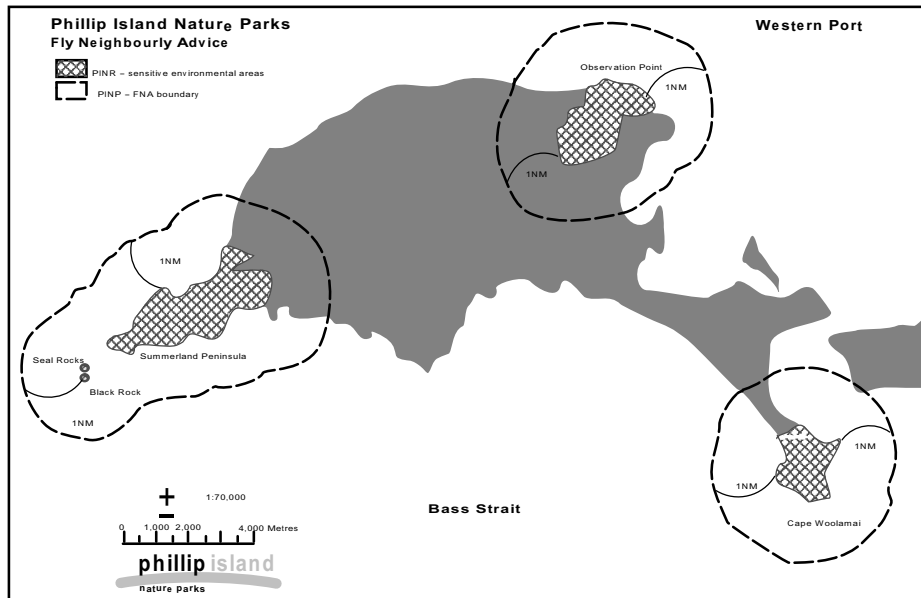 Phillip Island Nature Parks
Fly Neighbourly Advice
PINR – sensitive environmental areas
PINP – FNA boundary
Western Port
Observation Point
1NM
1NM
1NM
Summerland Peninsula
Seal Rocks
Black Rock
1NM
1NM
1NM
Cape Woolamai
Bass Strait
1:70,000
0 1,000 2,000 4,000 Metres
phillip island
nature parks